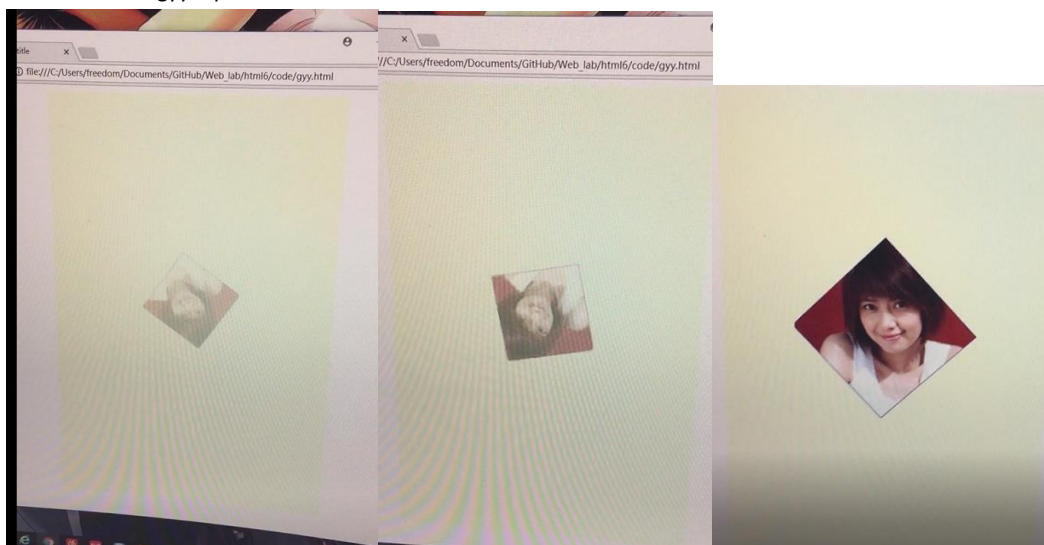 title x
file:///C:/Users/freedom/Documents/GitHub/Web_lab/html6/code/gyy.html
x
//C:/Users/freedom/Documents/GitHub/Web_lab/html6/code/gyy.html